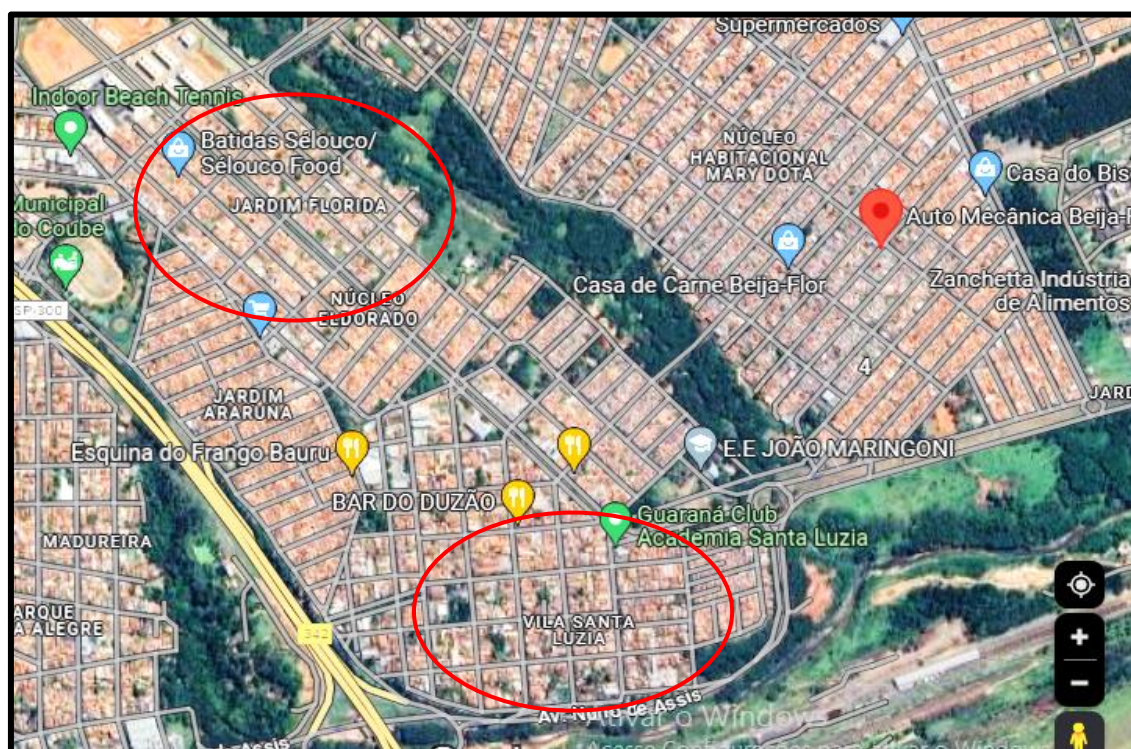 Supermercados
Indoor Beach Tennis
Batidas Sélouco/
Sélouco Food
NÚCLEO
HABITACIONAL
MARY DOTA
Casa do Bisc
JARDIM FLORIDA
Municipal
do Coube
Auto Mecânica Beija-F
Casa de Carne Beija-Flor
Zanchetta Indústria
de Alimentos
SP-300
NÚCLEO
ELDORADO
4
JARDIM
ARARUNA
JARD
Esquina do Frango Bauru
E.E JOÃO MARINGONI
BAR DO DUZÃO
Guaraná Club
Academia Santa Luzia
MADUREIRA
ARQUE
A ALEGRE
VILA SANTA
LUZIA
342
Av. Nuno de Assis
Ativar o Windows
de Assis